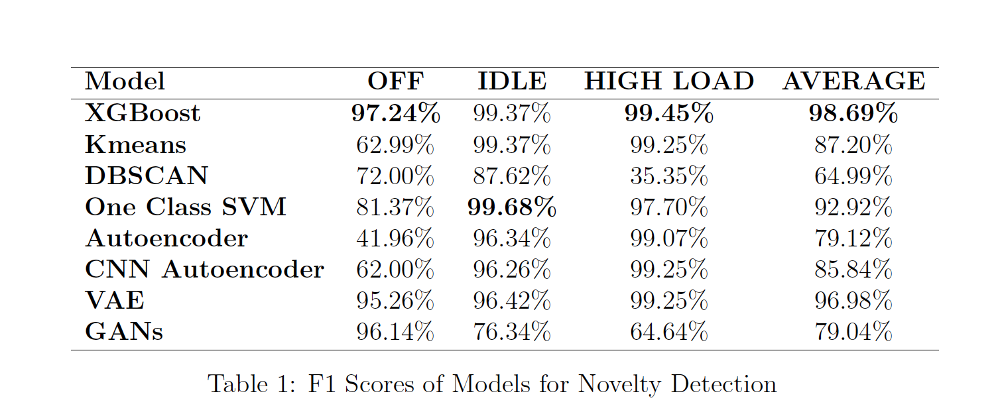 Model OFF IDLE HIGH LOAD AVERAGE
XGBoost 97.24% 99.37% 99.45% 98.69%
Kmeans 62.99% 99.37% 99.25% 87.20%
DBSCAN 72.00% 87.62% 35.35% 64.99%
One Class SVM 81.37% 99.68% 97.70% 92.92%
Autoencoder 41.96% 96.34% 99.07% 79.12%
CNN Autoencoder 62.00% 96.26% 99.25% 85.84%
VAE 95.26% 96.42% 99.25% 96.98%
GANs 96.14% 76.34% 64.64% 79.04%
Table 1: F1 Scores of Models for Novelty Detection